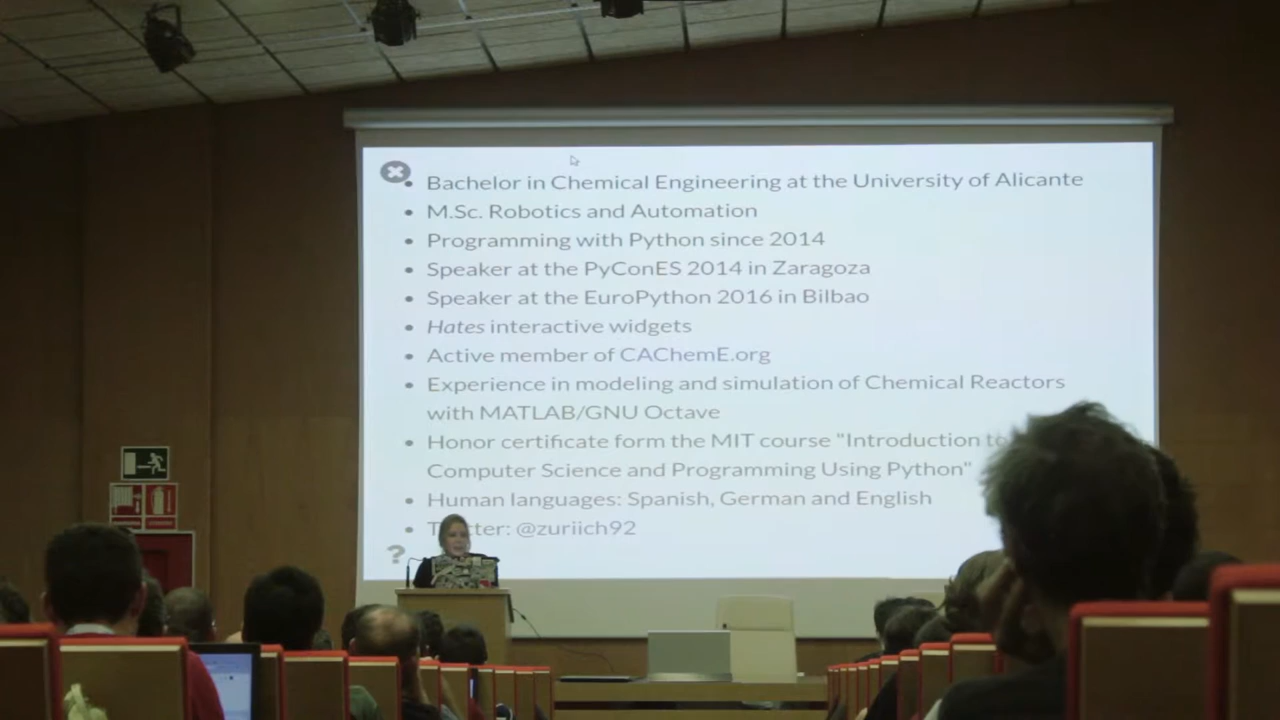 Bachelor in Chemical Engineering at the University of Alicante
M.Sc. Robotics and Automation
Programming with Python since 2014
Speaker at the PyConES 2014 in Zaragoza
Speaker at the EuroPython 2016 in Bilbao
Hates interactive widgets
Active member of CAChemE.org
Experience in modeling and simulation of Chemical Reactors
with MATLAB/GNU Octave
Honor certificate form the MIT course "Introduction to
Computer Science and Programming Using Python"
Human languages: Spanish, German and English
@zuriich92
?